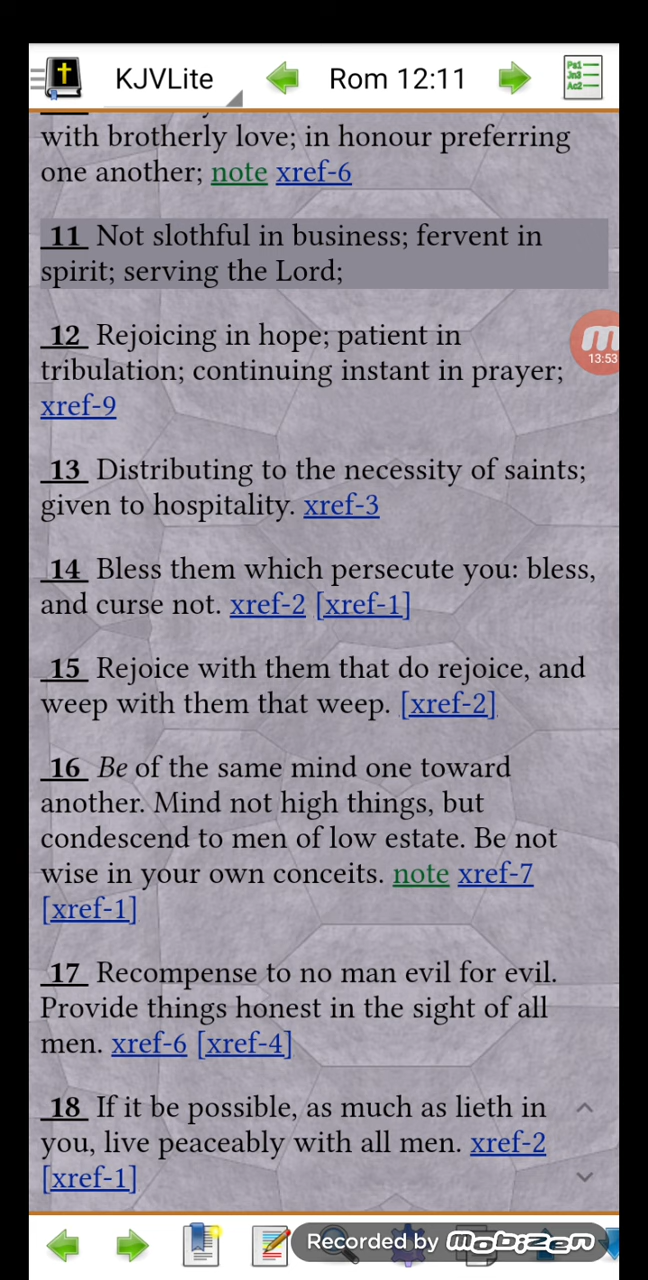 KJVLite Rom 12:11
Ps1
Jn3
Ac2
with brotherly love; in honour preferring
one another; note xref-6
11 Not slothful in business; fervent in
spirit; serving the Lord;
12 Rejoicing in hope; patient in
tribulation; continuing instant in prayer;
xref-9
13:53
13 Distributing to the necessity of saints;
given to hospitality. xref-3
14 Bless them which persecute you: bless,
and curse not. xref-2 [xref-1]
15 Rejoice with them that do rejoice, and
weep with them that weep. [xref-2]
16 Be of the same mind one toward
another. Mind not high things, but
condescend to men of low estate. Be not
wise in your own conceits. note xref-7
[xref-1]
17 Recompense to no man evil for evil.
Provide things honest in the sight of all
men. xref-6 [xref-4]
18 If it be possible, as much as lieth in
you, live peaceably with all men. xref-2
[xref-1]
Recorded by mobizen